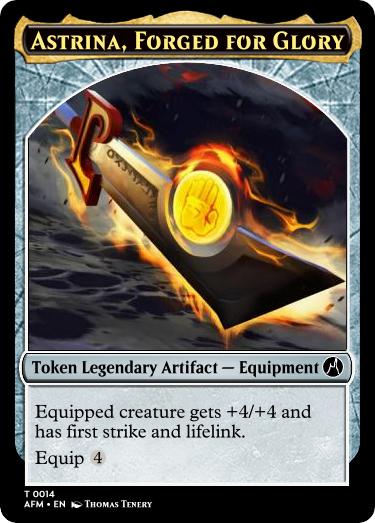 Astrina, Forged for Glory
Token Legendary Artifact — Equipment
Equipped creature gets +4/+4 and
has first strike and lifelink.
Equip 4
T 0014
AFM • EN Thomas Tenery